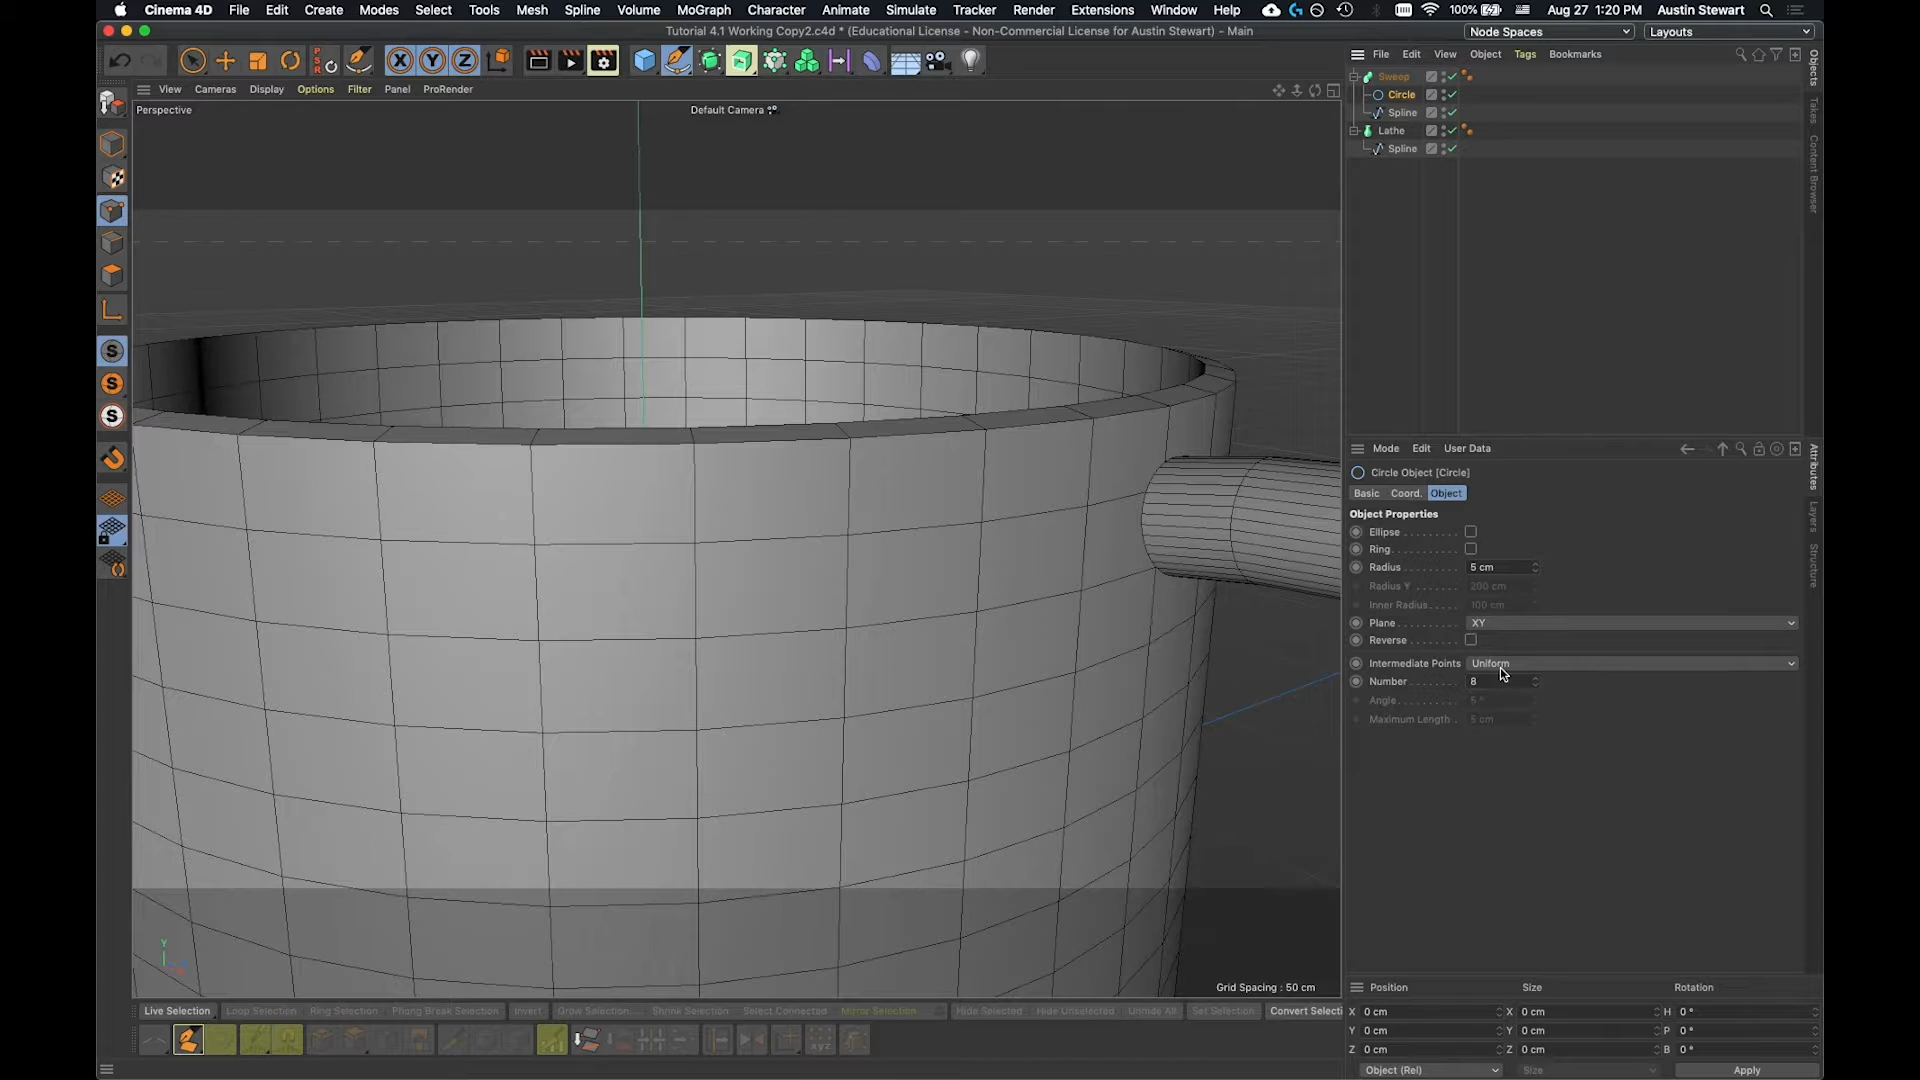 Cinema 4D File Edit Create Modes Select Tools Mesh Spline Volume MoGraph Character Animate Simulate Tracker Render Extensions Window Help 100% Aug 27 1:20 PM Austin Stewart
Tutorial 4.1 Working Copy2.c4d * (Educational License - Non-Commercial License for Austin Stewart) - Main
Node Spaces Layouts
PSR X Y Z
File Edit View Object Tags Bookmarks
View Cameras Display Options Filter Panel ProRender
Perspective
Default Camera
Sweep
Circle
Spline
Lathe
Spline
Objects
Takes
Content Browser
S
S
S
Mode Edit User Data
Circle Object [Circle]
Basic Coord. Object
Object Properties
Ellipse
Ring
Radius 5 cm
Radius Y 200 cm
Inner Radius 100 cm
Plane XY
Reverse
Intermediate Points Uniform
Number 8
Angle 5 °
Maximum Length 5 cm
Attributes
Layers
Structure
Y
Grid Spacing : 50 cm
Live Selection Loop Selection Ring Selection Phong Break Selection Invert Grow Selection... Shrink Selection Select Connected Mirror Selection Hide Selected Hide Unselected Unhide All Set Selection Convert Selecti
Position Size Rotation
X 0 cm X 0 cm H 0 °
Y 0 cm Y 0 cm P 0 °
Z 0 cm Z 0 cm B 0 °
Object (Rel) Size Apply